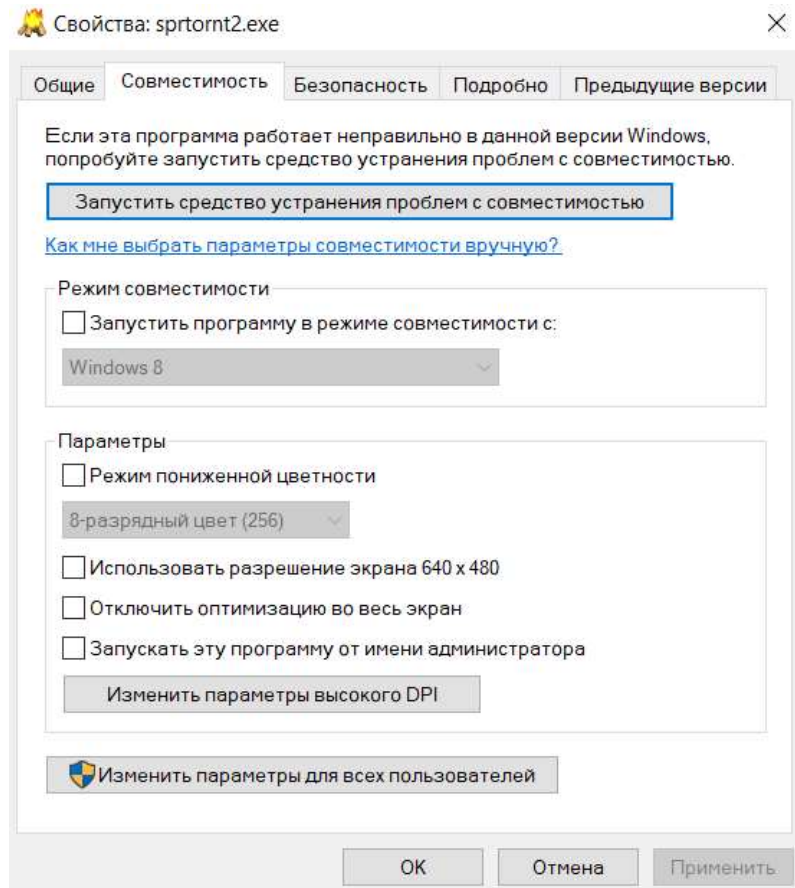 Свойства: sprtornt2.exe
Общие Совместимость Безопасность Подробно Предыдущие версии
Если эта программа работает неправильно в данной версии Windows,
попробуйте запустить средство устранения проблем с совместимостью.
Запустить средство устранения проблем с совместимостью
Как мне выбрать параметры совместимости вручную?
Режим совместимости
Запустить программу в режиме совместимости с:
Windows 8
Параметры
Режим пониженной цветности
8-разрядный цвет (256)
Использовать разрешение экрана 640 x 480
Отключить оптимизацию во весь экран
Запускать эту программу от имени администратора
Изменить параметры высокого DPI
Изменить параметры для всех пользователей
OK Отмена Применить